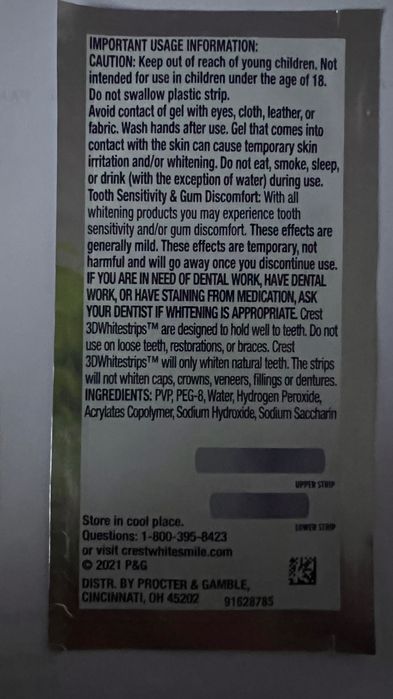 IMPORTANT USAGE INFORMATION:
CAUTION: Keep out of reach of young children. Not
intended for use in children under the age of 18.
Do not swallow plastic strip.
Avoid contact of gel with eyes, cloth, leather, or
fabric. Wash hands after use. Gel that comes into
contact with the skin can cause temporary skin
irritation and/or whitening. Do not eat, smoke, sleep,
or drink (with the exception of water) during use.
Tooth Sensitivity & Gum Discomfort: With all
whitening products you may experience tooth
sensitivity and/or gum discomfort. These effects are
generally mild. These effects are temporary, not
harmful and will go away once you discontinue use.
IF YOU ARE IN NEED OF DENTAL WORK, HAVE DENTAL
WORK, OR HAVE STAINING FROM MEDICATION, ASK
YOUR DENTIST IF WHITENING IS APPROPRIATE. Crest
3DWhitestrips™ are designed to hold well to teeth. Do not
use on loose teeth, restorations, or braces. Crest
3DWhitestrips™ will only whiten natural teeth. The strips
will not whiten caps, crowns, veneers, fillings or dentures.
INGREDIENTS: PVP, PEG-8, Water, Hydrogen Peroxide,
Acrylates Copolymer, Sodium Hydroxide, Sodium Saccharin
UPPER STRIP
LOWER STRIP
Store in cool place.
Questions: 1-800-395-8423
or visit crestwhitesmile.com
© 2021 P&G
DISTR. BY PROCTER & GAMBLE,
CINCINNATI, OH 45202 91628785